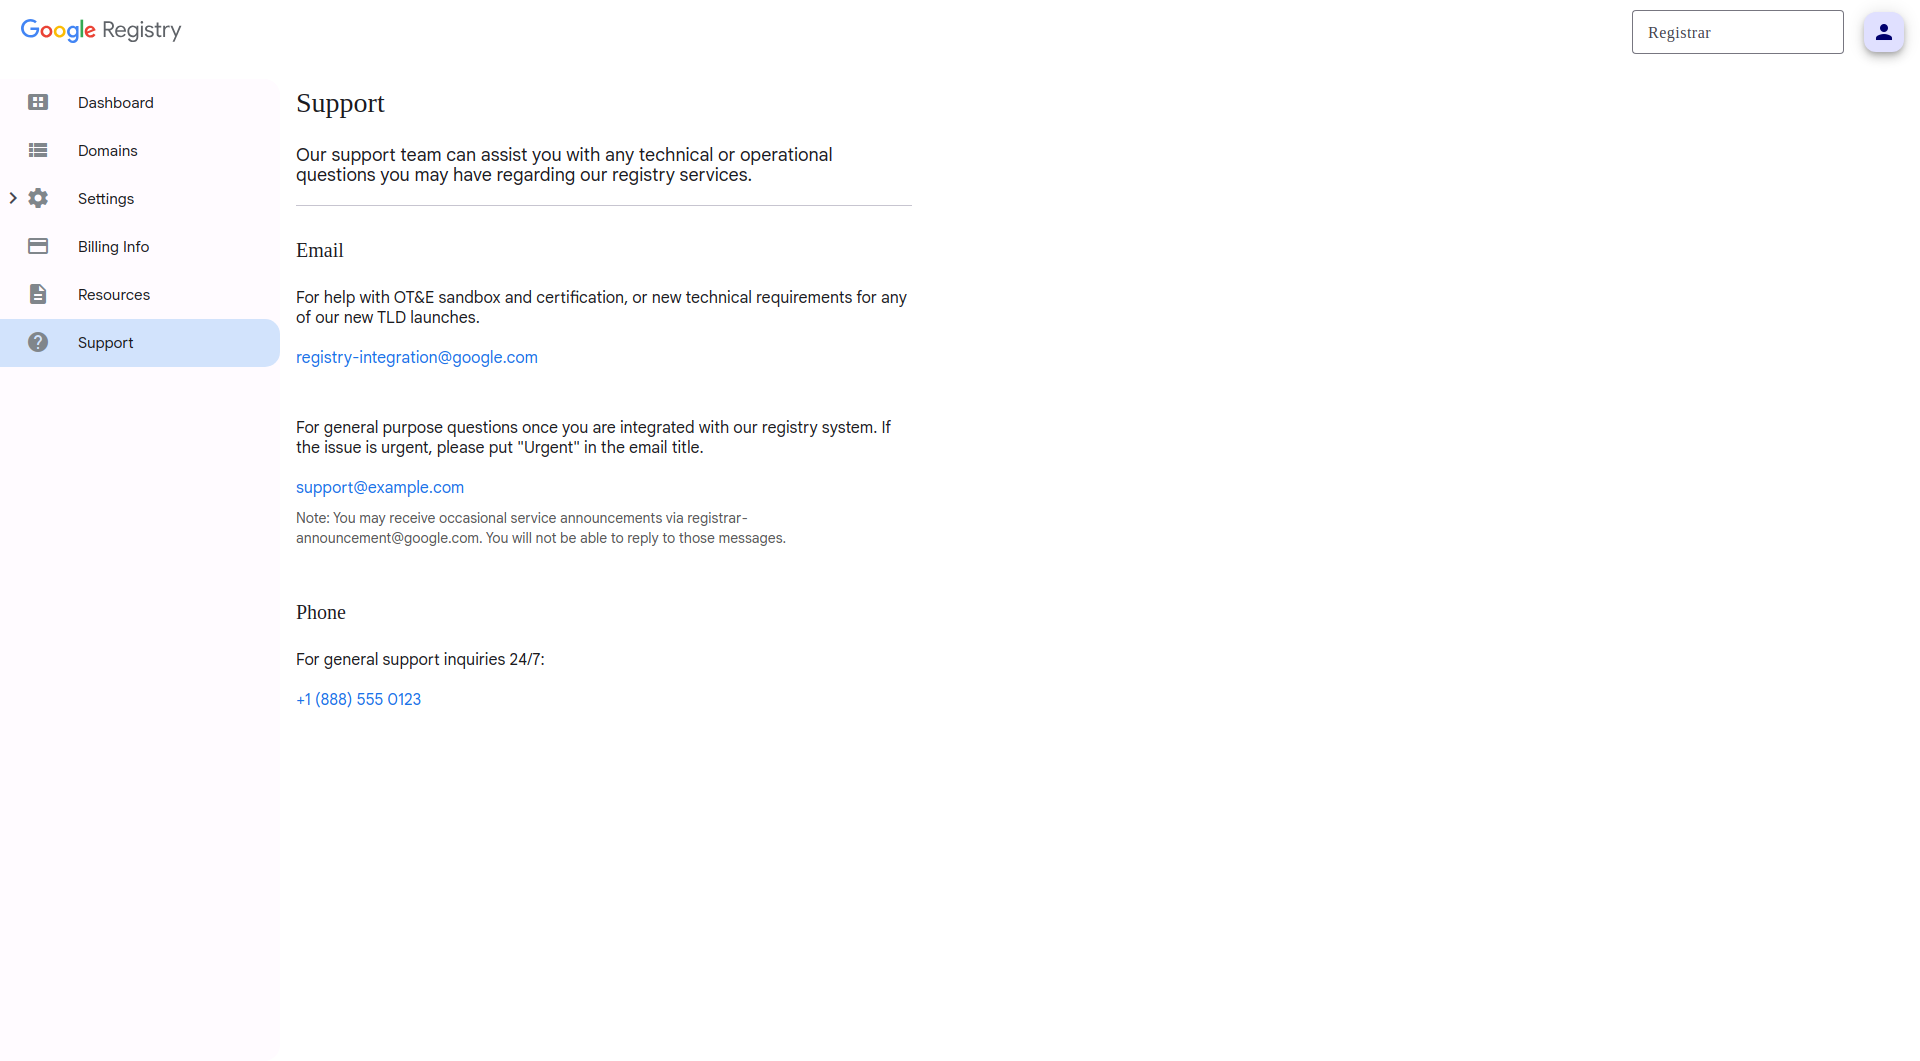 Google Registry
Registrar
Dashboard
Domains
Settings
Billing Info
Resources
Support
Support
Our support team can assist you with any technical or operational
questions you may have regarding our registry services.
Email
For help with OT&E sandbox and certification, or new technical requirements for any
of our new TLD launches.
registry-integration@google.com
For general purpose questions once you are integrated with our registry system. If
the issue is urgent, please put "Urgent" in the email title.
support@example.com
Note: You may receive occasional service announcements via registrar-
announcement@google.com. You will not be able to reply to those messages.
Phone
For general support inquiries 24/7:
+1 (888) 555 0123